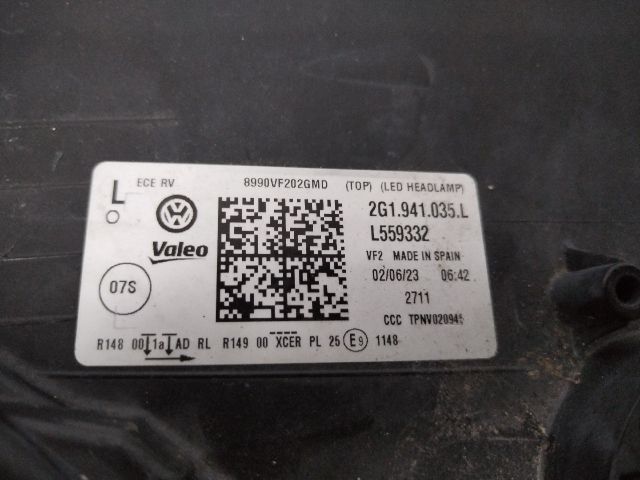 L ECE RV 8990VF202GMD (TOP) (LED HEADLAMP)
2G1.941.035.L
Valeo L559332
VF2 MADE IN SPAIN
07S 02/06/23 06:42
2711
CCC TPNV02094
R148 00 1a AD RL R149 00 XCER PL 25 E9 1148